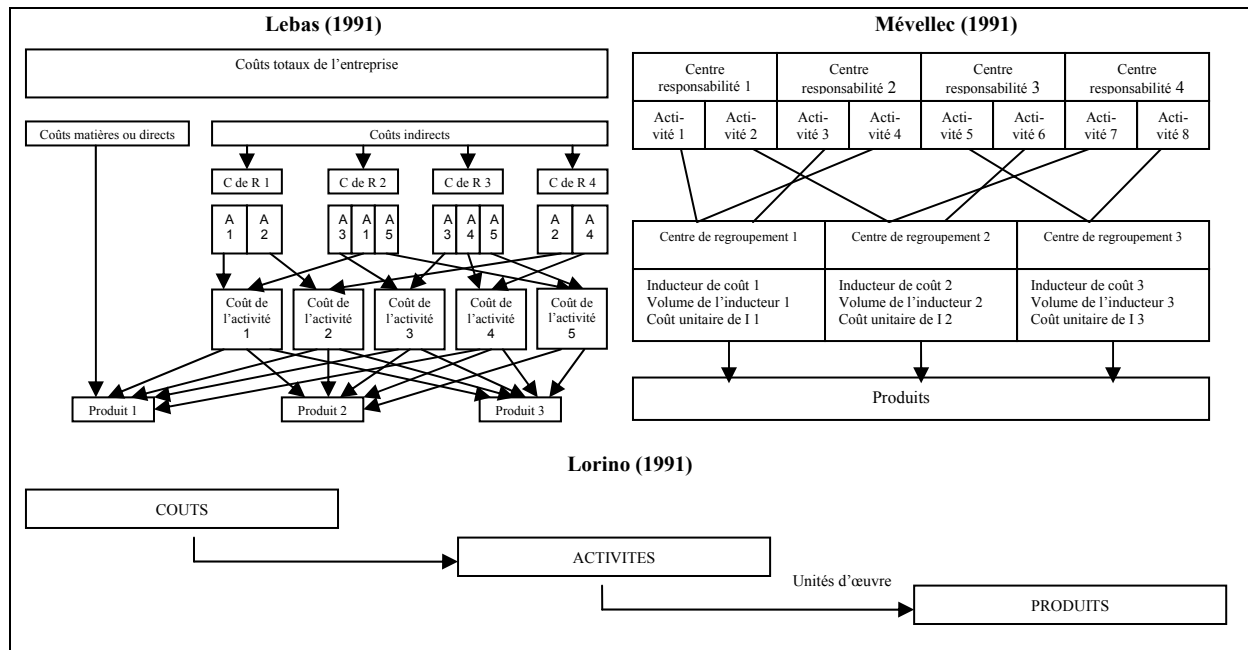 Lebas (1991)
Coûts totaux de l'entreprise
Coûts matières ou directs
Coûts indirects
C de R 1
C de R 2
C de R 3
C de R 4
A
1
A
2
A
3
A
1
A
5
A
3
A
4
A
5
A
2
A
4
Coût de
l'activité
1
Coût de
l'activité
2
Coût de
l'activité
3
Coût de
l'activité
4
Coût de
l'activité
5
Produit 1
Produit 2
Produit 3
Mévellec (1991)
Centre
responsabilité 1
Centre
responsabilité 2
Centre
responsabilité 3
Centre
responsabilité 4
Acti-
vité 1
Acti-
vité 2
Acti-
vité 3
Acti-
vité 4
Acti-
vité 5
Acti-
vité 6
Acti-
vité 7
Acti-
vité 8
Centre de regroupement 1
Centre de regroupement 2
Centre de regroupement 3
Inducteur de coût 1
Volume de l'inducteur 1
Coût unitaire de I 1
Inducteur de coût 2
Volume de l'inducteur 2
Coût unitaire de I 2
Inducteur de coût 3
Volume de l'inducteur 3
Coût unitaire de I 3
Produits
Lorino (1991)
COUTS
ACTIVITES
Unités d'œuvre
PRODUITS